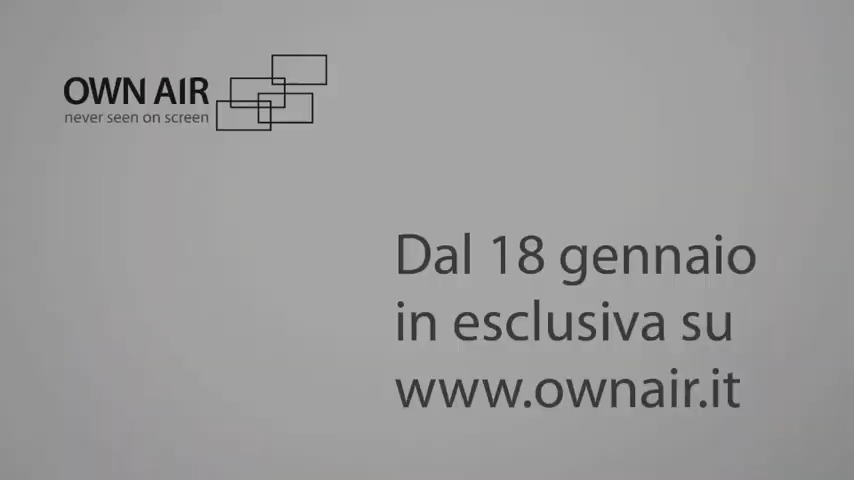 OWN AIR
never seen on screen
Dal 18 gennaio
in esclusiva su
www.ownair.it